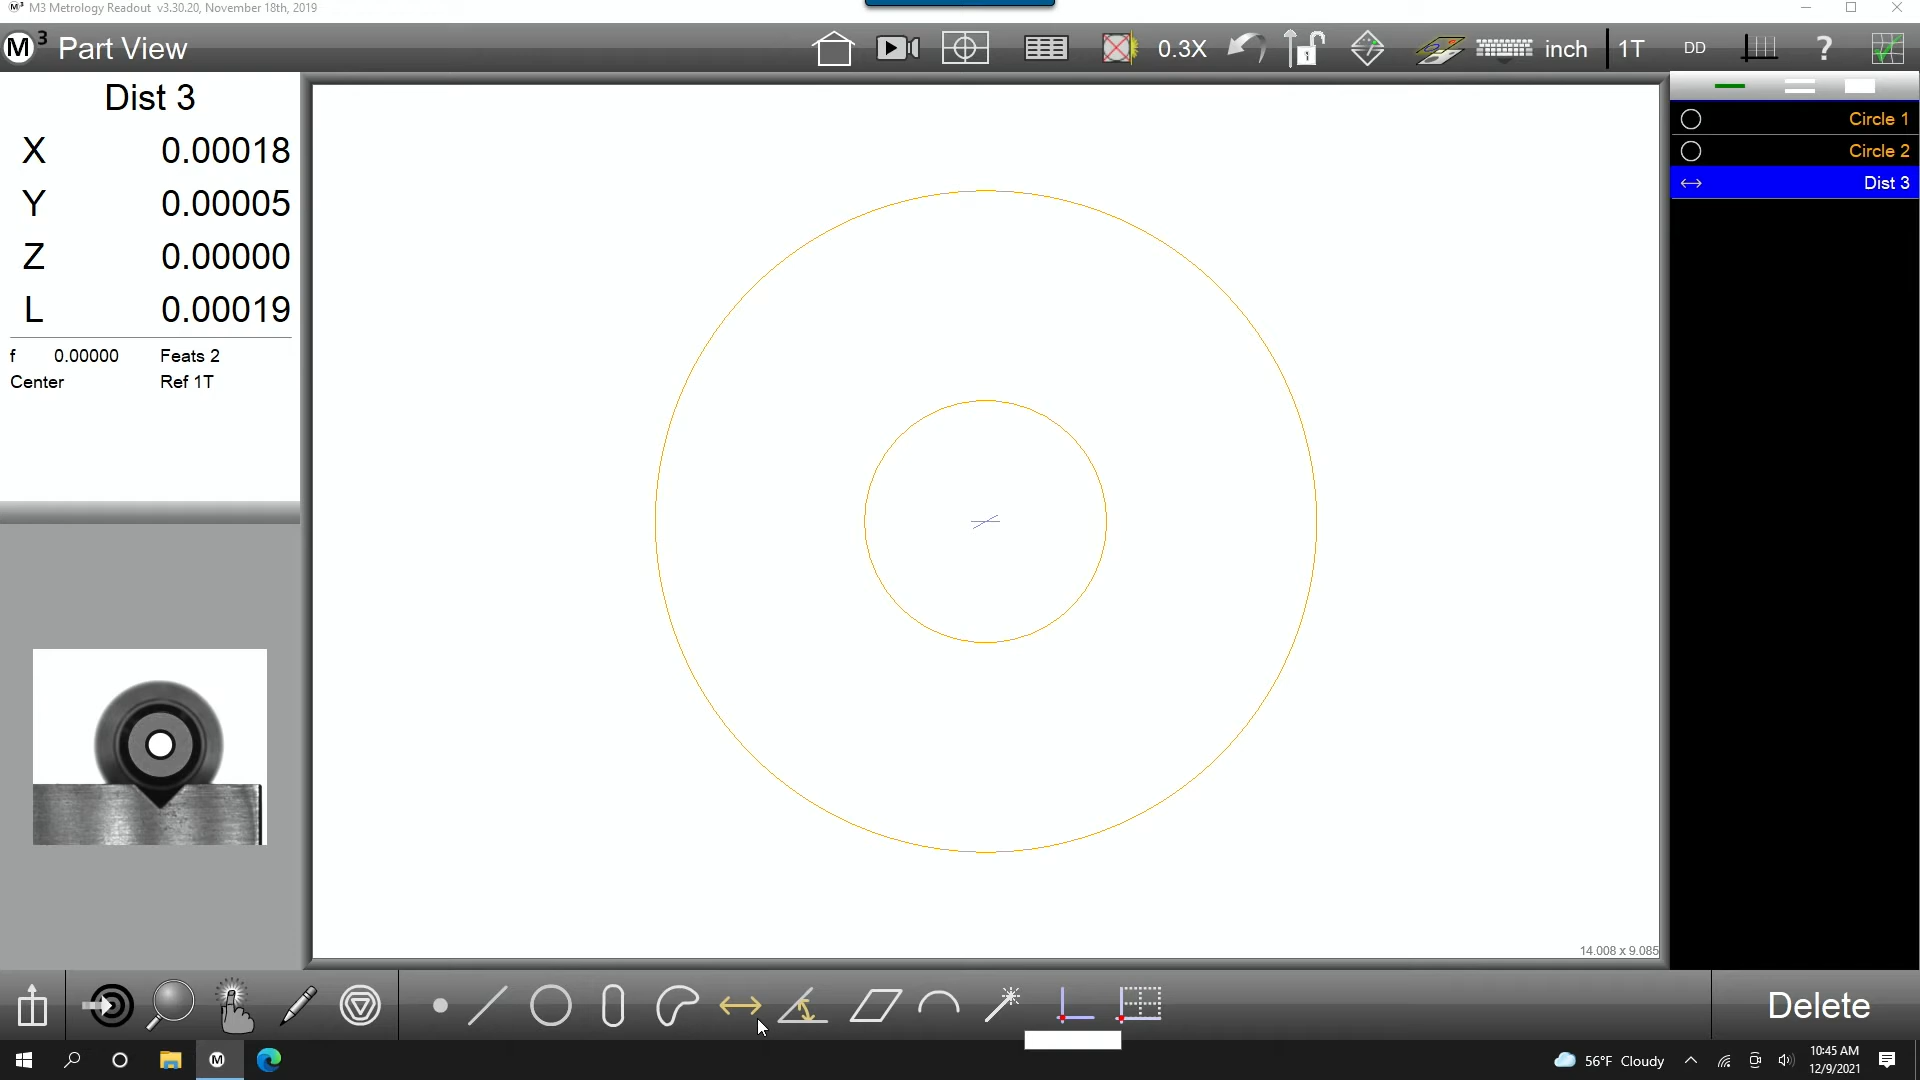 M3 Metrology Readout v3.30.20, November 18th, 2019
M3 Part View
0.3X
inch
1T
DD
?
Dist 3
X 0.00018
Y 0.00005
Z 0.00000
L 0.00019
f 0.00000 Feats 2
Center Ref 1T
Circle 1
Circle 2
Dist 3
14.008 x 9.085
Delete
M
56°F Cloudy
10:45 AM
12/9/2021